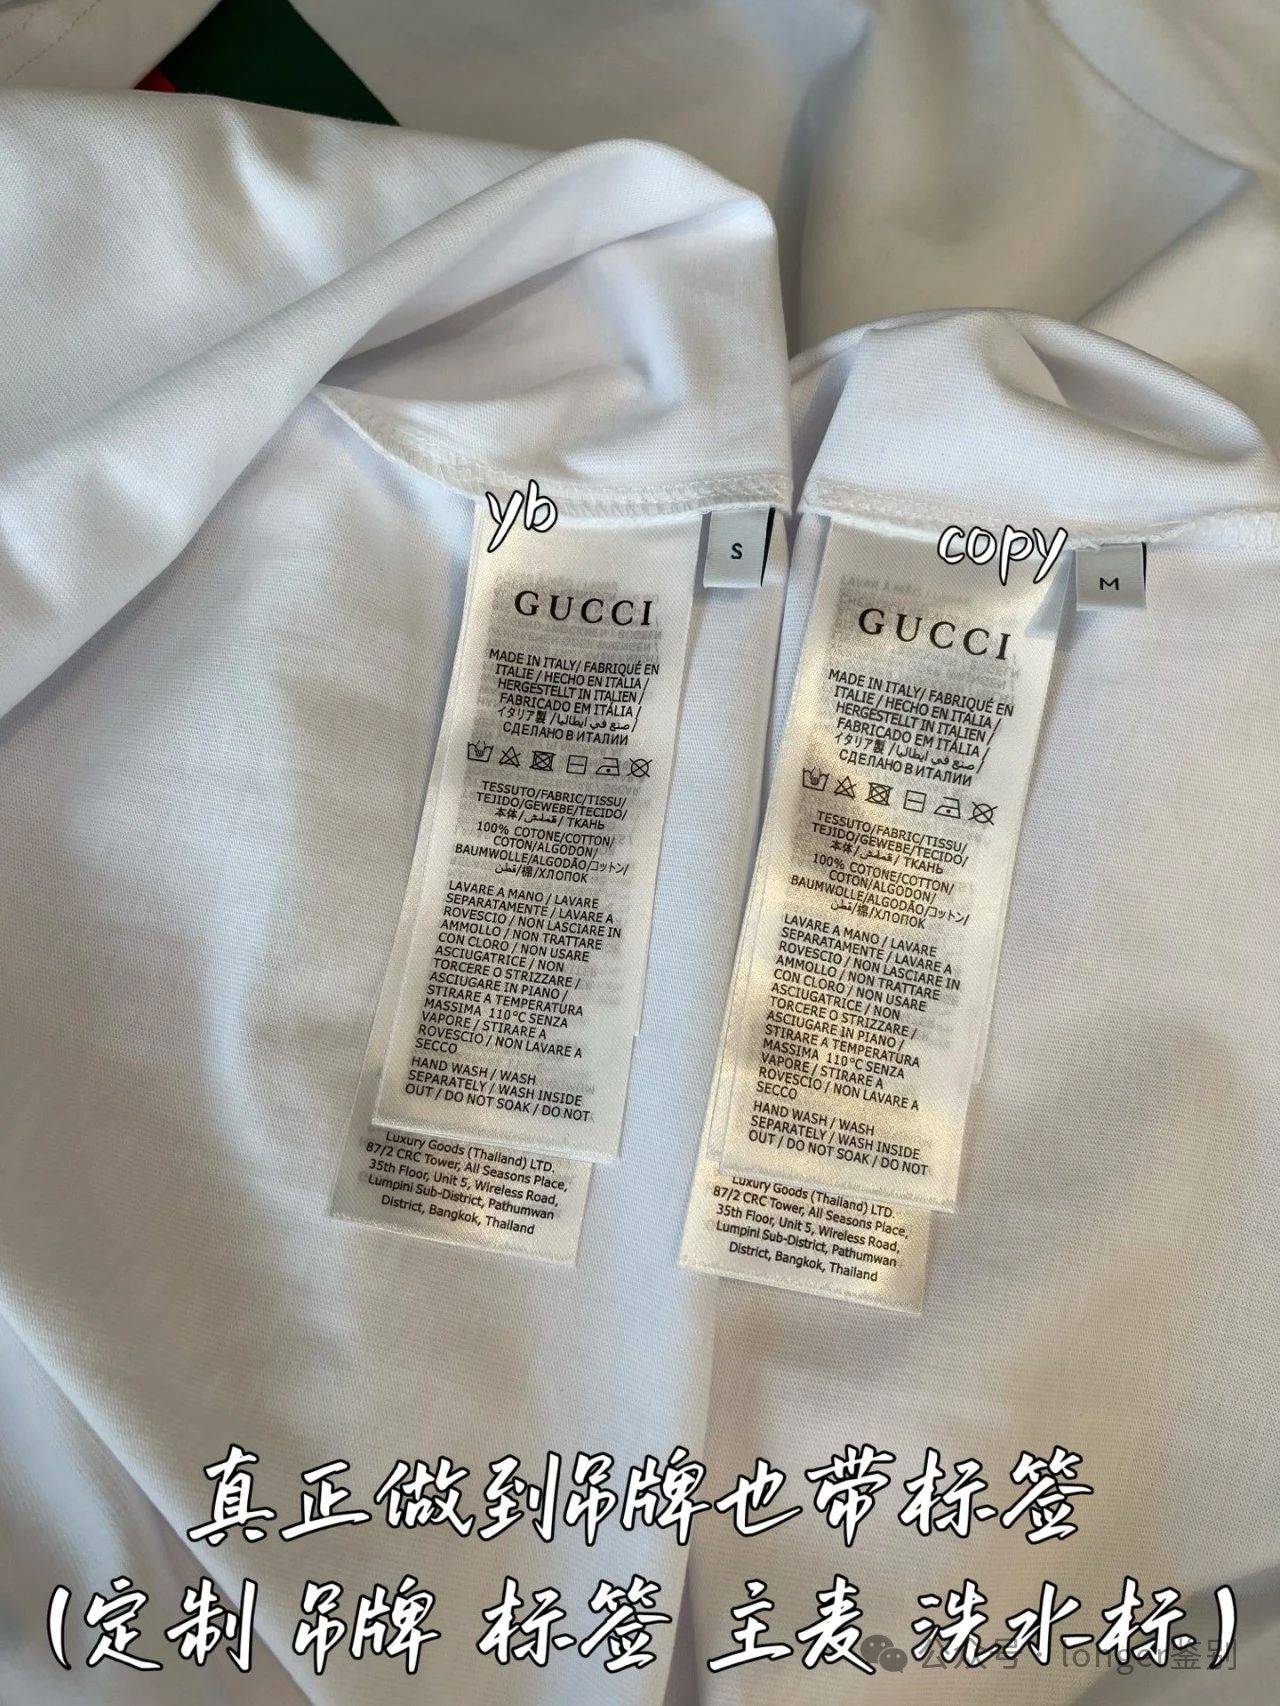 yb
S
GUCCI
MADE IN ITALY/ FABRIQUÉ EN
ITALIE / HECHO EN ITALIA /
HERGESTELLT IN ITALIEN /
FABRICADO EM ITÁLIA /
イタリア製 / صنع في ايطاليا /
СДЕЛАНО В ИТАЛИИ
TESSUTO/FABRIC/TISSU/
TEJIDO/GEWEBE/TECIDO/
本体/قماش/ ТКАНЬ
100% COTONE/COTTON/
COTON/ALGODON/
BAUMWOLLE/ALGODÃO/コットン/
قطن/棉/ХЛОПОК
LAVARE A MANO / LAVARE
SEPARATAMENTE / LAVARE A
ROVESCIO / NON LASCIARE IN
AMMOLLO / NON TRATTARE
CON CLORO / NON USARE
ASCIUGATRICE / NON
TORCERE O STRIZZARE /
ASCIUGARE IN PIANO /
STIRARE A TEMPERATURA
MASSIMA 110°C SENZA
VAPORE / STIRARE A
ROVESCIO / NON LAVARE A
SECCO
HAND WASH / WASH
SEPARATELY / WASH INSIDE
OUT / DO NOT SOAK / DO NOT
Luxury Goods (Thailand) LTD.
87/2 CRC Tower, All Seasons Place,
35th Floor, Unit 5, Wireless Road,
Lumpini Sub-District, Pathumwan
District, Bangkok, Thailand
copy
M
GUCCI
MADE IN ITALY/ FABRIQUÉ EN
ITALIE / HECHO EN ITALIA /
HERGESTELLT IN ITALIEN /
FABRICADO EM ITÁLIA /
イタリア製 / صنع في ايطاليا /
СДЕЛАНО В ИТАЛИИ
TESSUTO/FABRIC/TISSU/
TEJIDO/GEWEBE/TECIDO/
本体/قماش/ ТКАНЬ
100% COTONE/COTTON/
COTON/ALGODON/
BAUMWOLLE/ALGODÃO/コットン/
قطن/棉/ХЛОПОК
LAVARE A MANO / LAVARE
SEPARATAMENTE / LAVARE A
ROVESCIO / NON LASCIARE IN
AMMOLLO / NON TRATTARE
CON CLORO / NON USARE
ASCIUGATRICE / NON
TORCERE O STRIZZARE /
ASCIUGARE IN PIANO /
STIRARE A TEMPERATURA
MASSIMA 110°C SENZA
VAPORE / STIRARE A
ROVESCIO / NON LAVARE A
SECCO
HAND WASH / WASH
SEPARATELY / WASH INSIDE
OUT / DO NOT SOAK / DO NOT
Luxury Goods (Thailand) LTD.
87/2 CRC Tower, All Seasons Place,
35th Floor, Unit 5, Wireless Road,
Lumpini Sub-District, Pathumwan
District, Bangkok, Thailand
真正做到吊牌也带标签
(定制 吊牌 标签 主麦 洗水标)
公众号 · longer鉴别